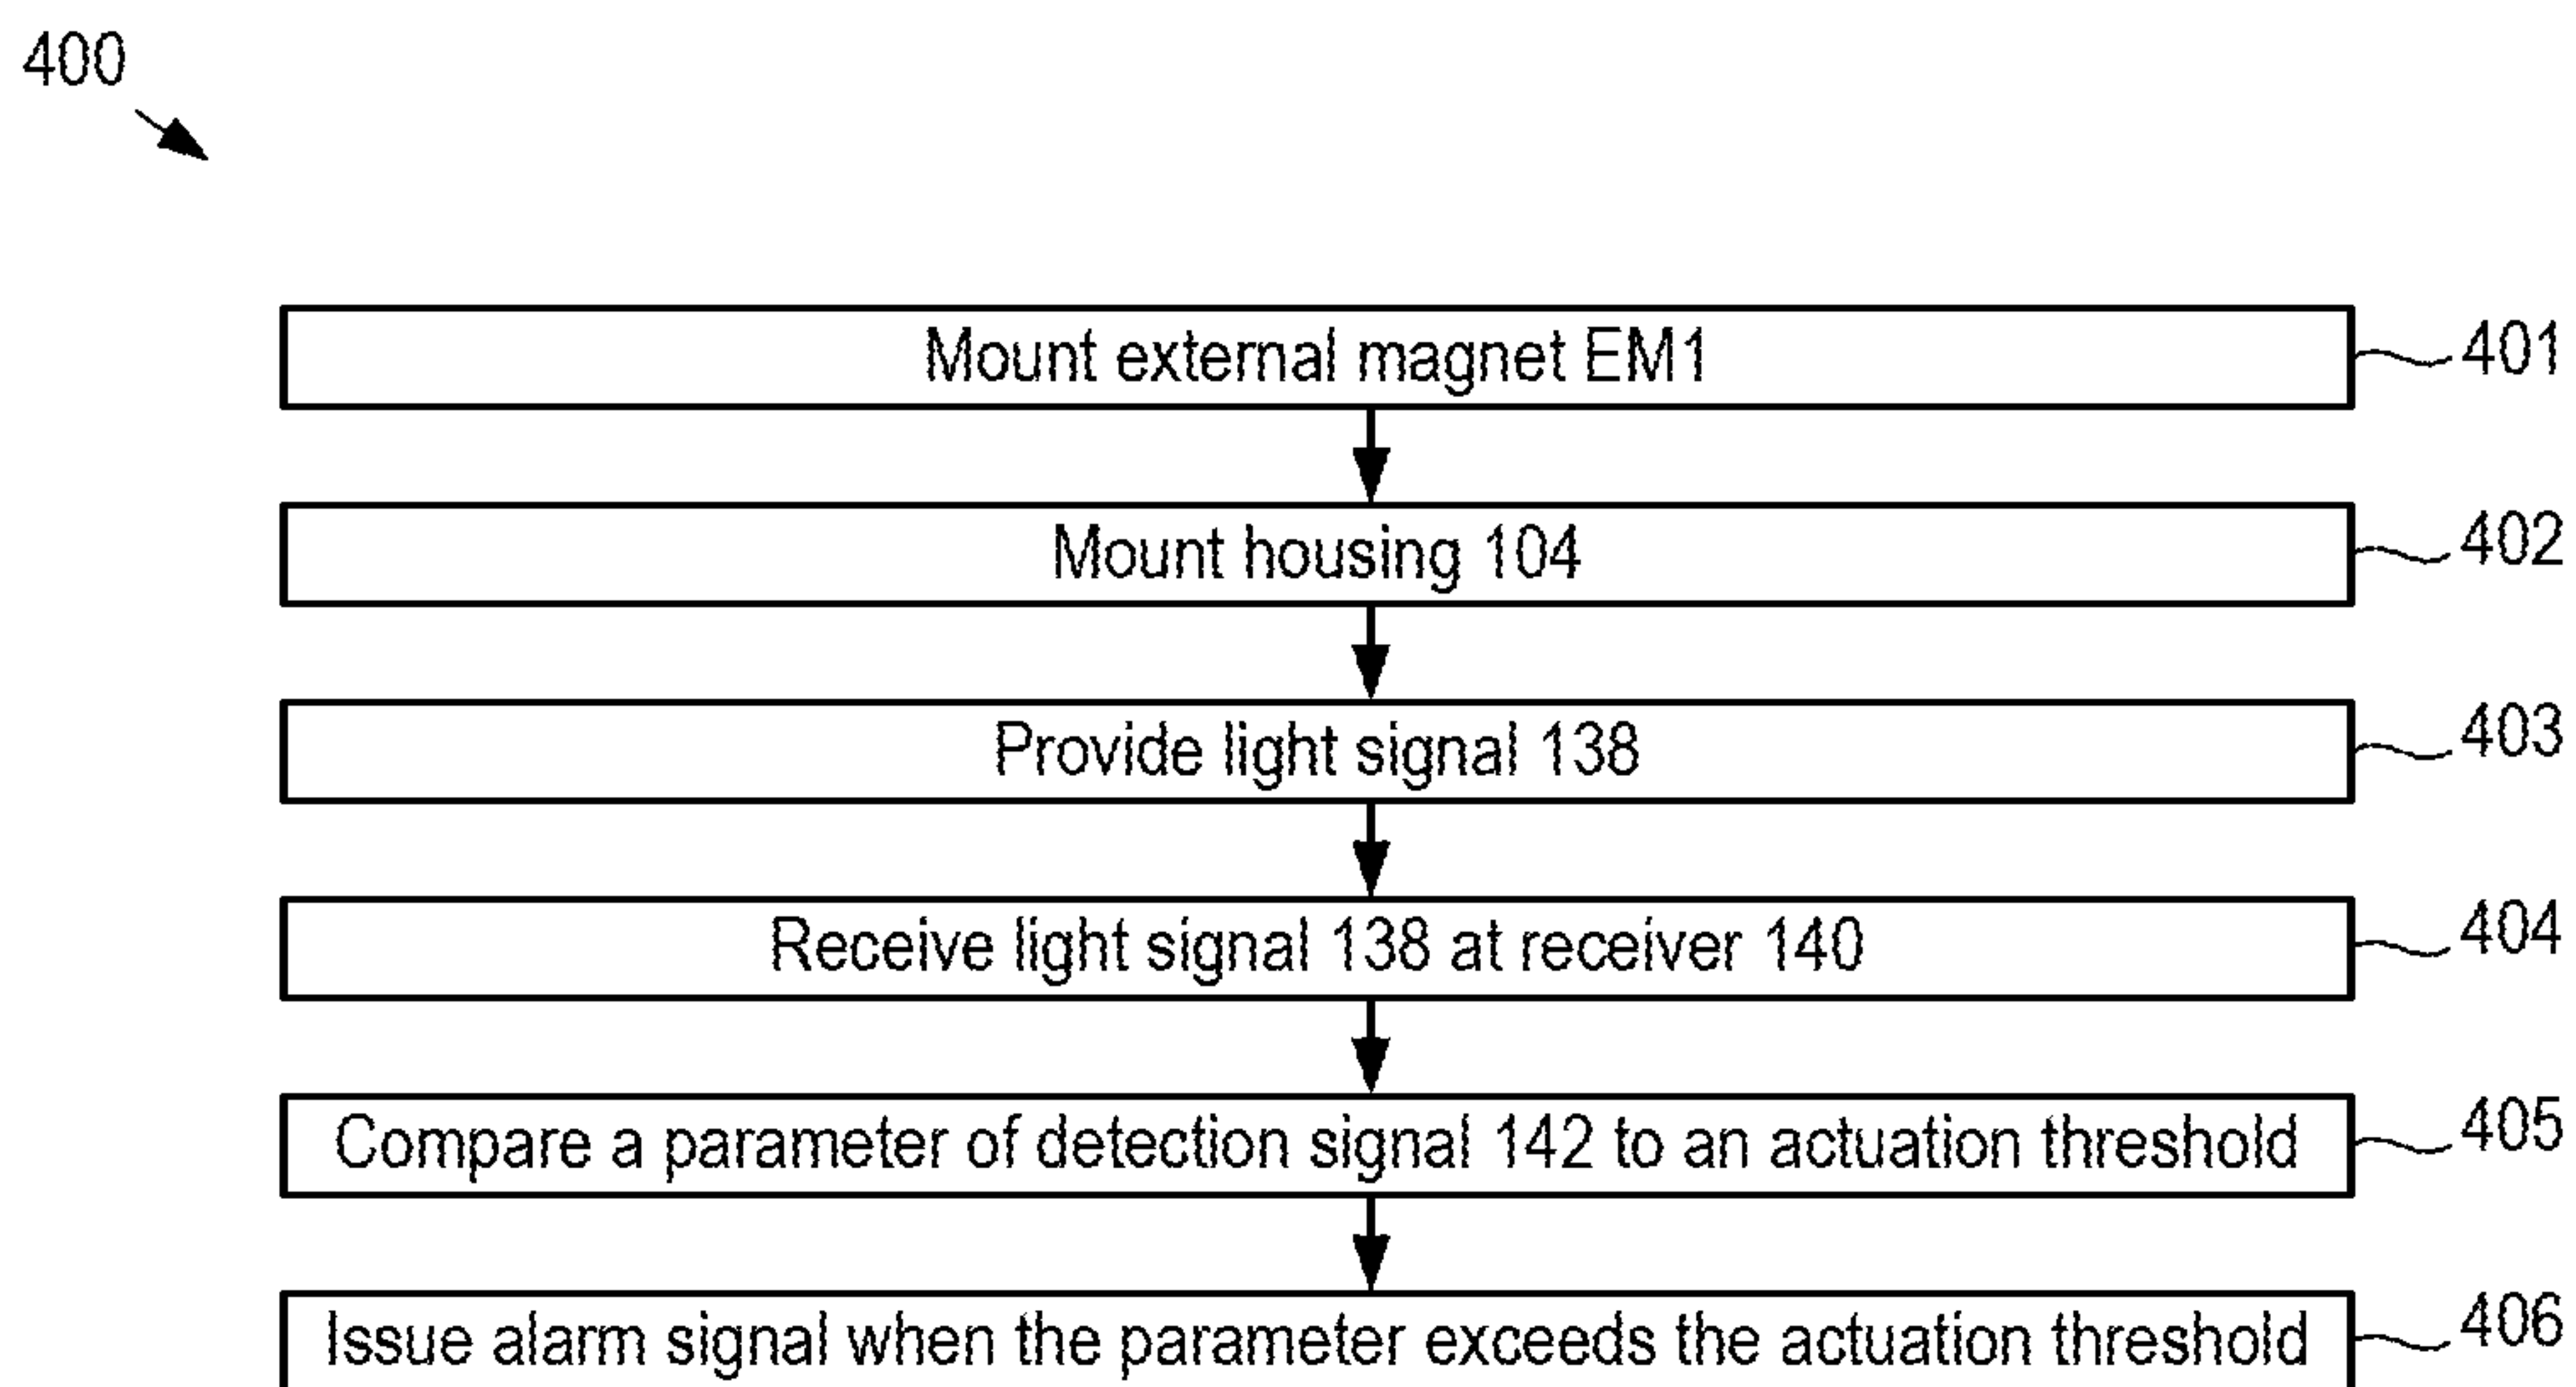 400
Mount external magnet EM1
401
Mount housing 104
402
Provide light signal 138
403
Receive light signal 138 at receiver 140
404
Compare a parameter of detection signal 142 to an actuation threshold
405
Issue alarm signal when the parameter exceeds the actuation threshold
406